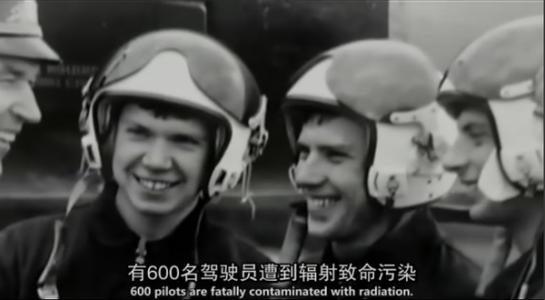 有600名驾驶员遭到辐射致命污染
600 pilots are fatally contaminated with radiation.